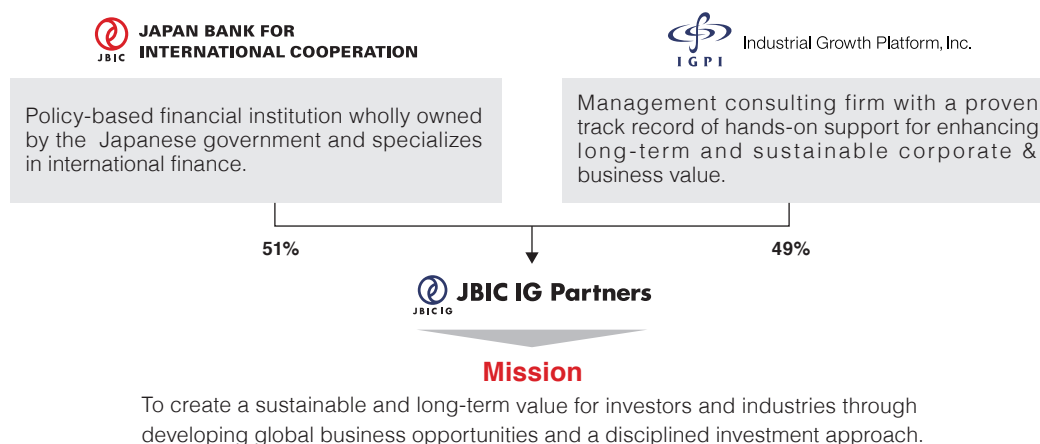 JBIC
JAPAN BANK FOR
INTERNATIONAL COOPERATION
IGPI
Industrial Growth Platform, Inc.
Policy-based financial institution wholly owned
by the Japanese government and specializes
in international finance.
Management consulting firm with a proven
track record of hands-on support for enhancing
long-term and sustainable corporate &
business value.
51%
49%
JBIC IG
JBIC IG Partners
Mission
To create a sustainable and long-term value for investors and industries through
developing global business opportunities and a disciplined investment approach.